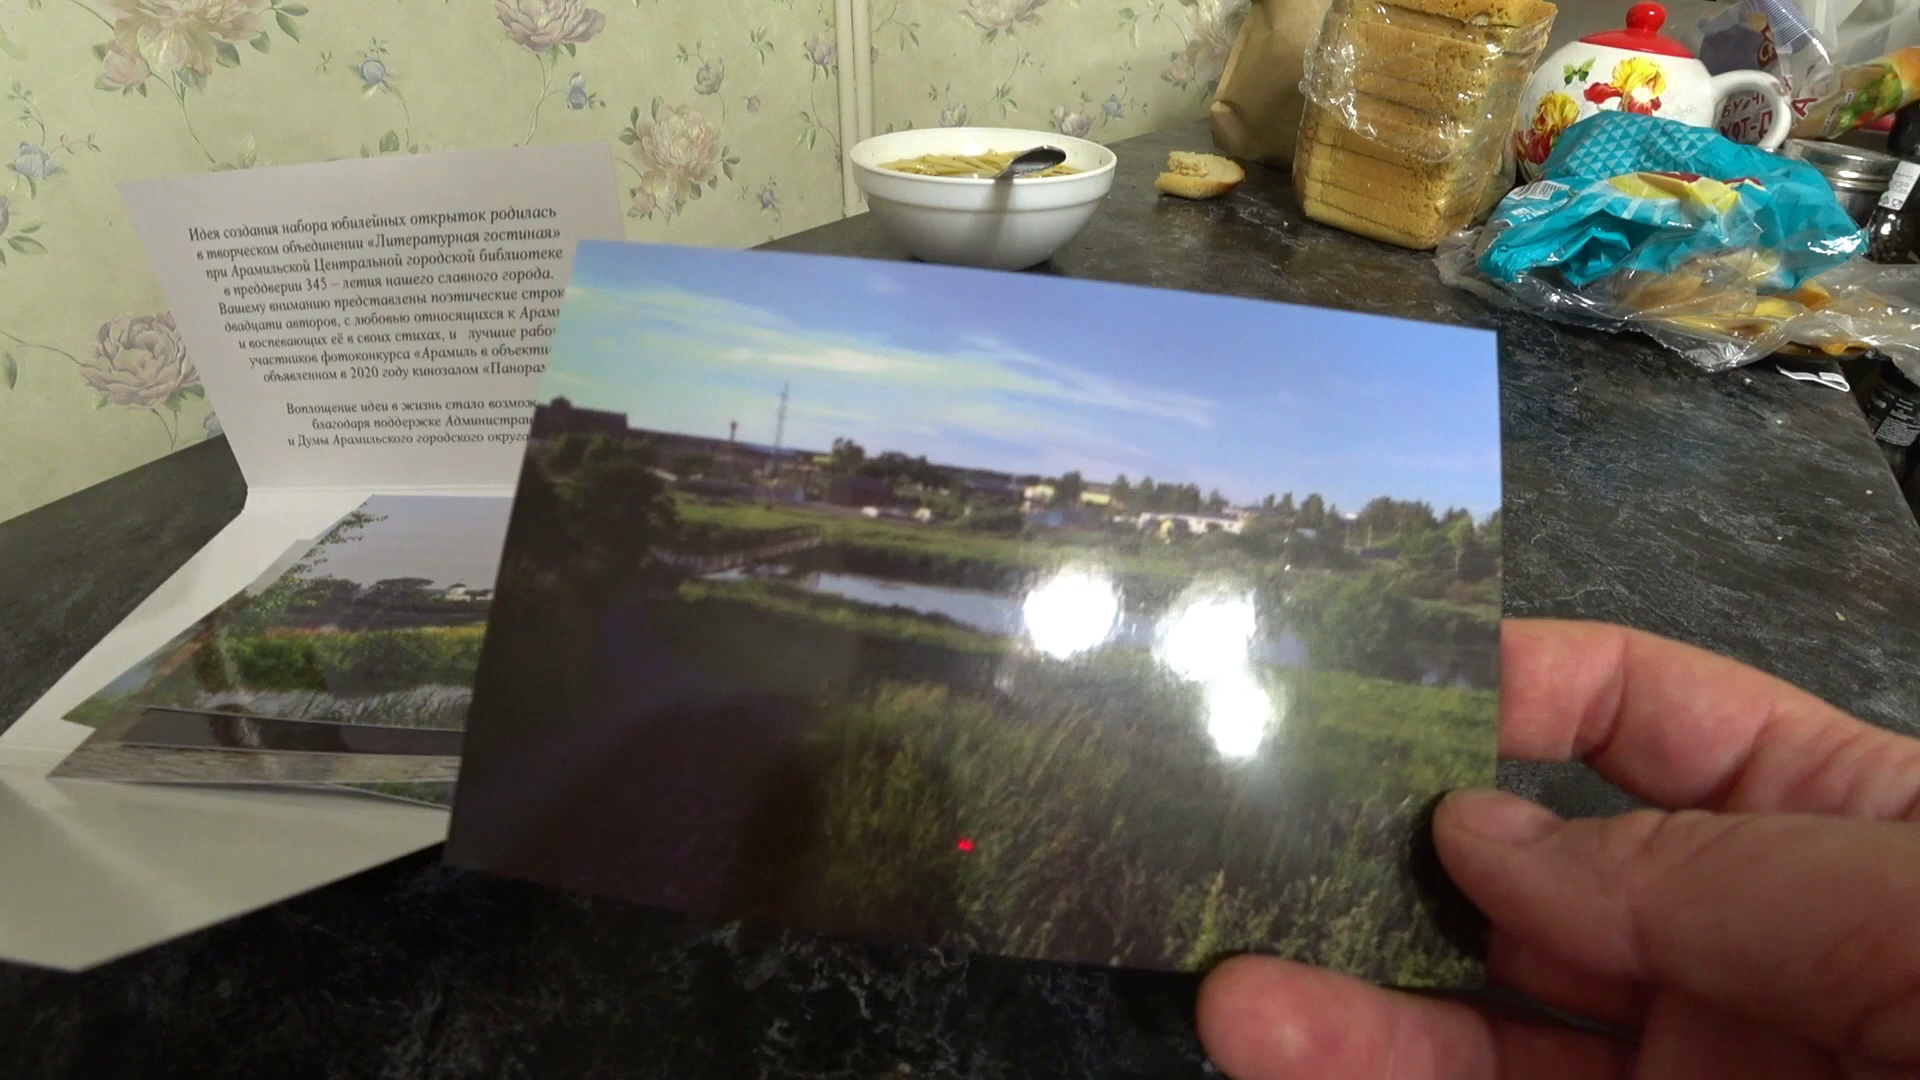 Идея создания набора юбилейных открыток родилась
в творческом объединении «Литературная гостиная»
при Арамильской Центральной городской библиотеке
в преддверии 345 – летия нашего славного города.
Вашему вниманию представлены поэтические строк
двадцати авторов, с любовью относящихся к Арам
и воспевающих её в своих стихах, и лучшие рабо
участников фотоконкурса «Арамиль в объекти
объявленном в 2020 году кинозалом «Панорам
Воплощение идеи в жизнь стало возмож
благодаря поддержке Администрац
и Думы Арамильского городского округа